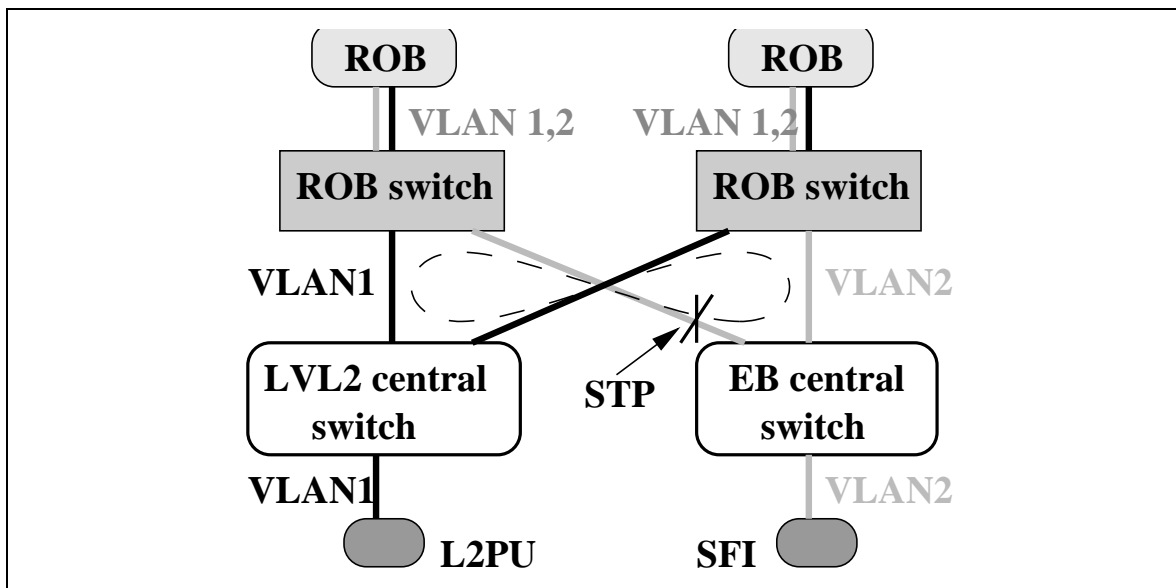 ROB
ROB
VLAN 1,2
VLAN 1,2
ROB switch
ROB switch
VLAN1
VLAN2
STP
LVL2 central
switch
EB central
switch
VLAN1
VLAN2
L2PU
SFI